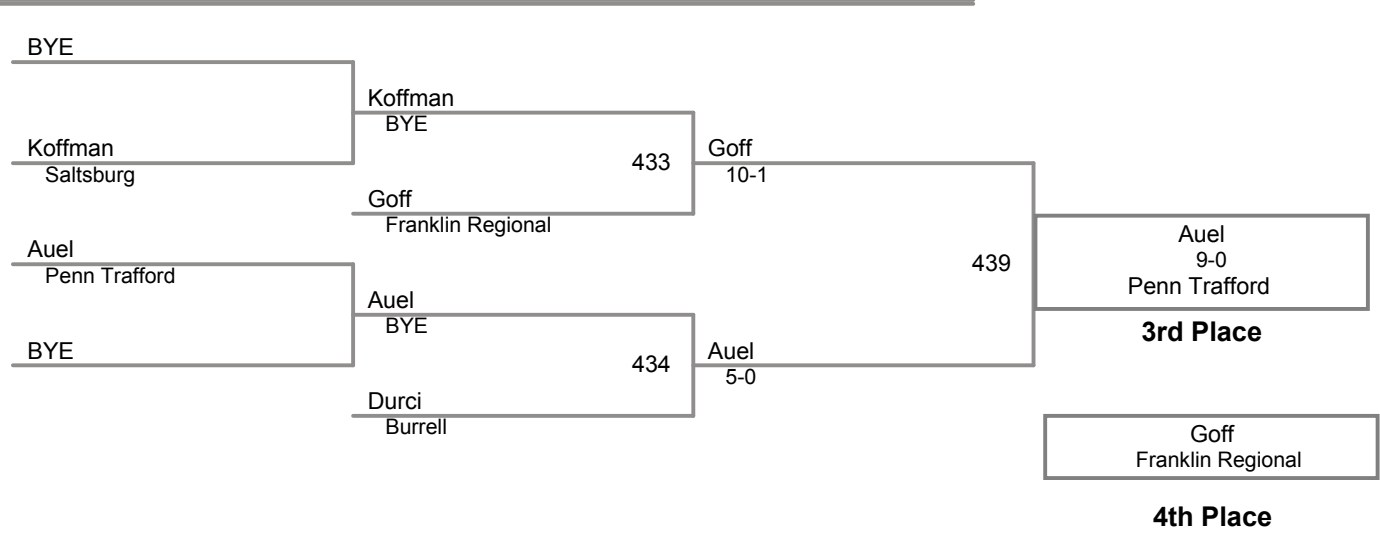 BYE
Koffman
BYE
Koffman
Saltsburg
433
Goff
10-1
Goff
Franklin Regional
Auel
Penn Trafford
439
Auel
9-0
Penn Trafford
3rd Place
Auel
BYE
BYE
434
Auel
5-0
Durci
Burrell
Goff
Franklin Regional
4th Place